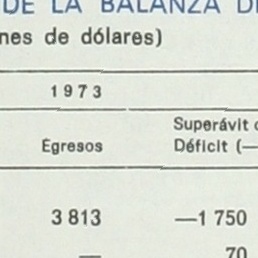 DE LA BALANZA D
nes de dólares)
1973
Superávit
Egresos Déficit (—
3 813 —1 750
— 70